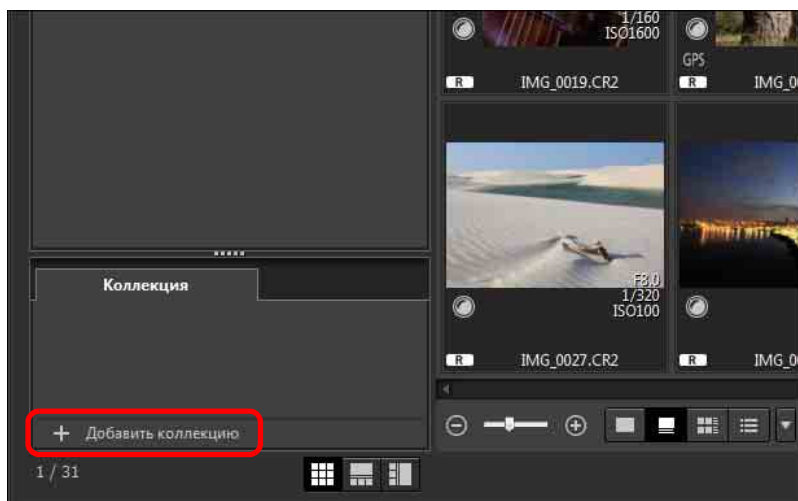 1/160
ISO1600
GPS
R IMG_0019.CR2
R IMG_0
F8.0
1/320
ISO100
R IMG_0027.CR2
R IMG_0
Коллекция
+ Добавить коллекцию
1 / 31